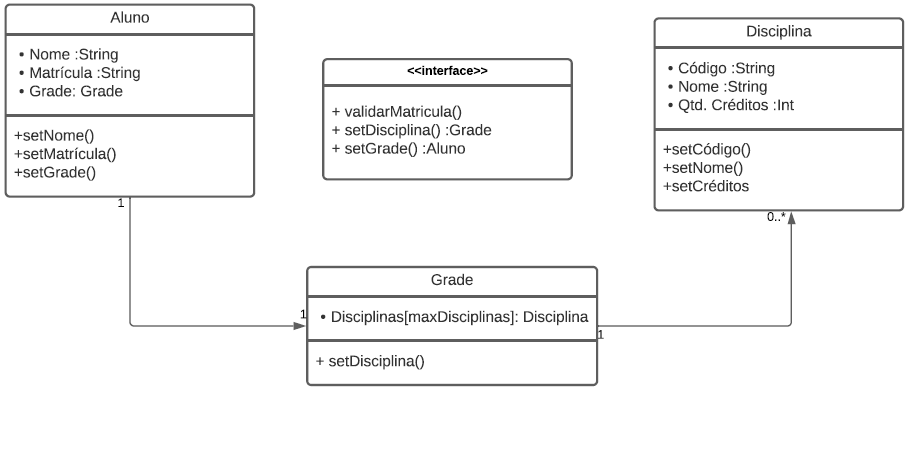 Aluno
• Nome :String
• Matrícula :String
• Grade: Grade
+setNome()
+setMatrícula()
+setGrade()
1
<<interface>>
+ validarMatricula()
+ setDisciplina() :Grade
+ setGrade() :Aluno
Disciplina
• Código :String
• Nome :String
• Qtd. Créditos :Int
+setCódigo()
+setNome()
+setCréditos
0..*
Grade
1
• Disciplinas[maxDisciplinas]: Disciplina
1
+ setDisciplina()